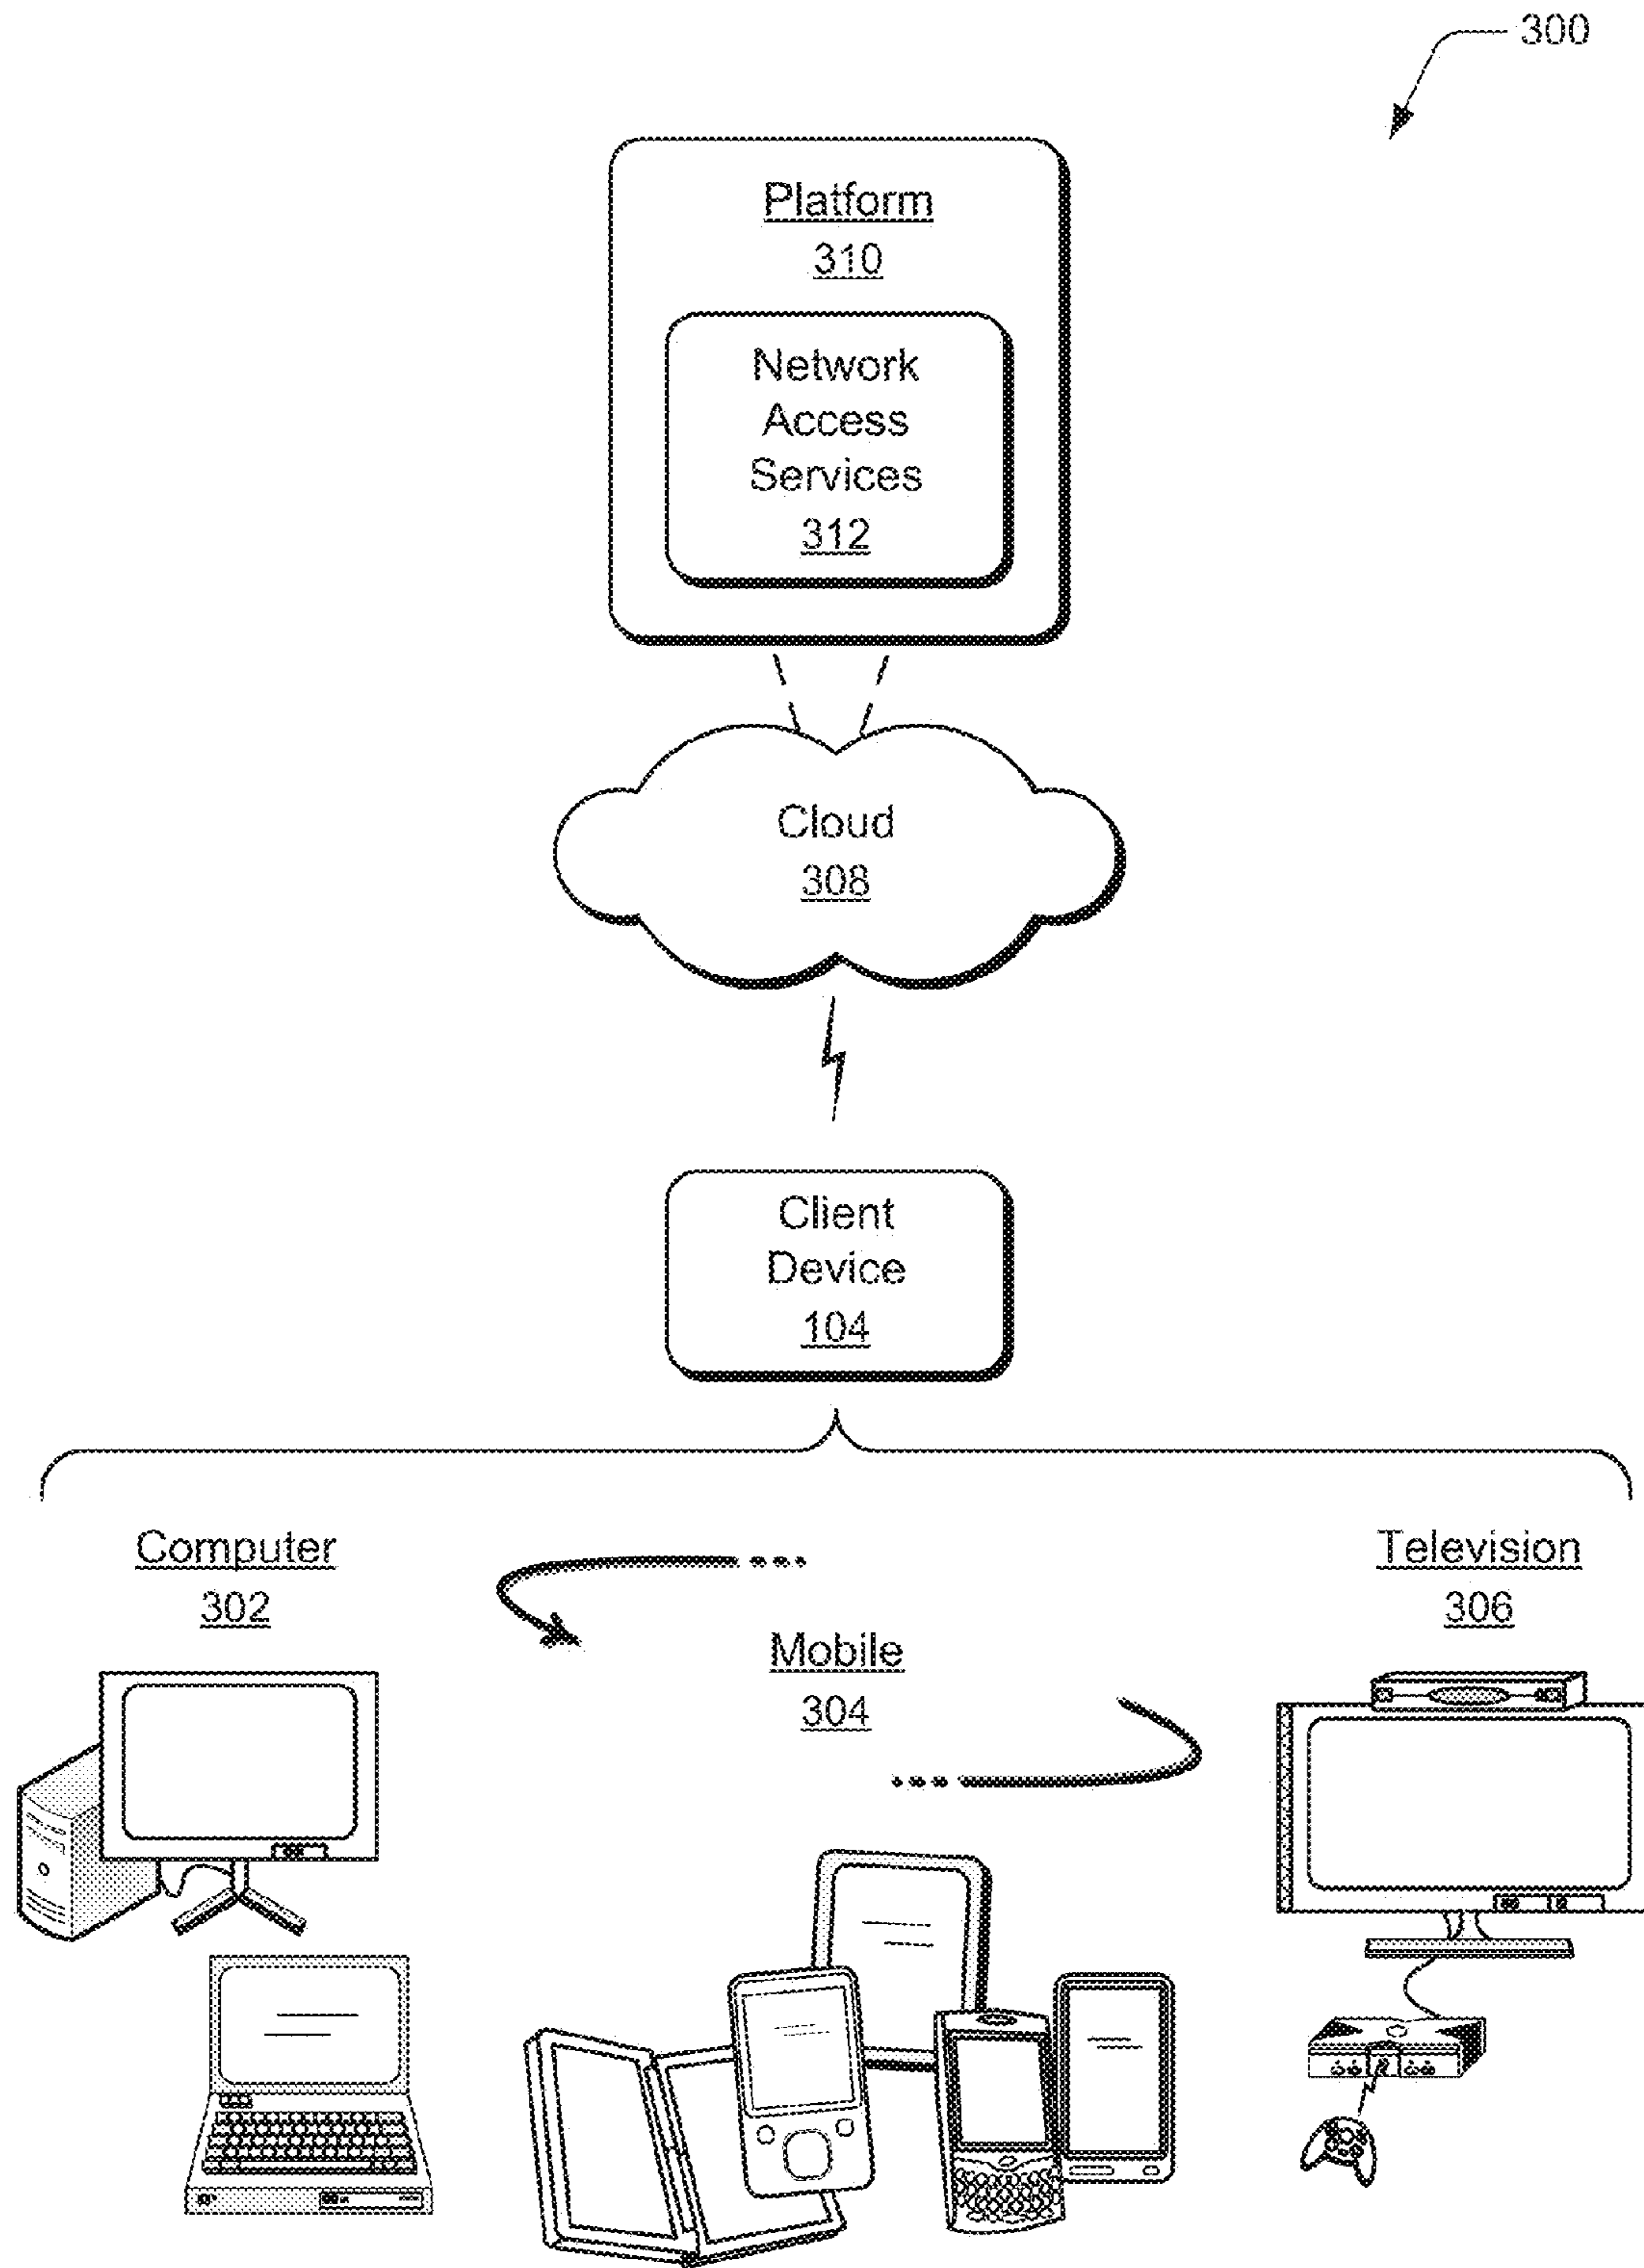 300
Platform
310
Network
Access
Services
312
Cloud
308
Client
Device
104
Computer
302
Television
306
Mobile
304